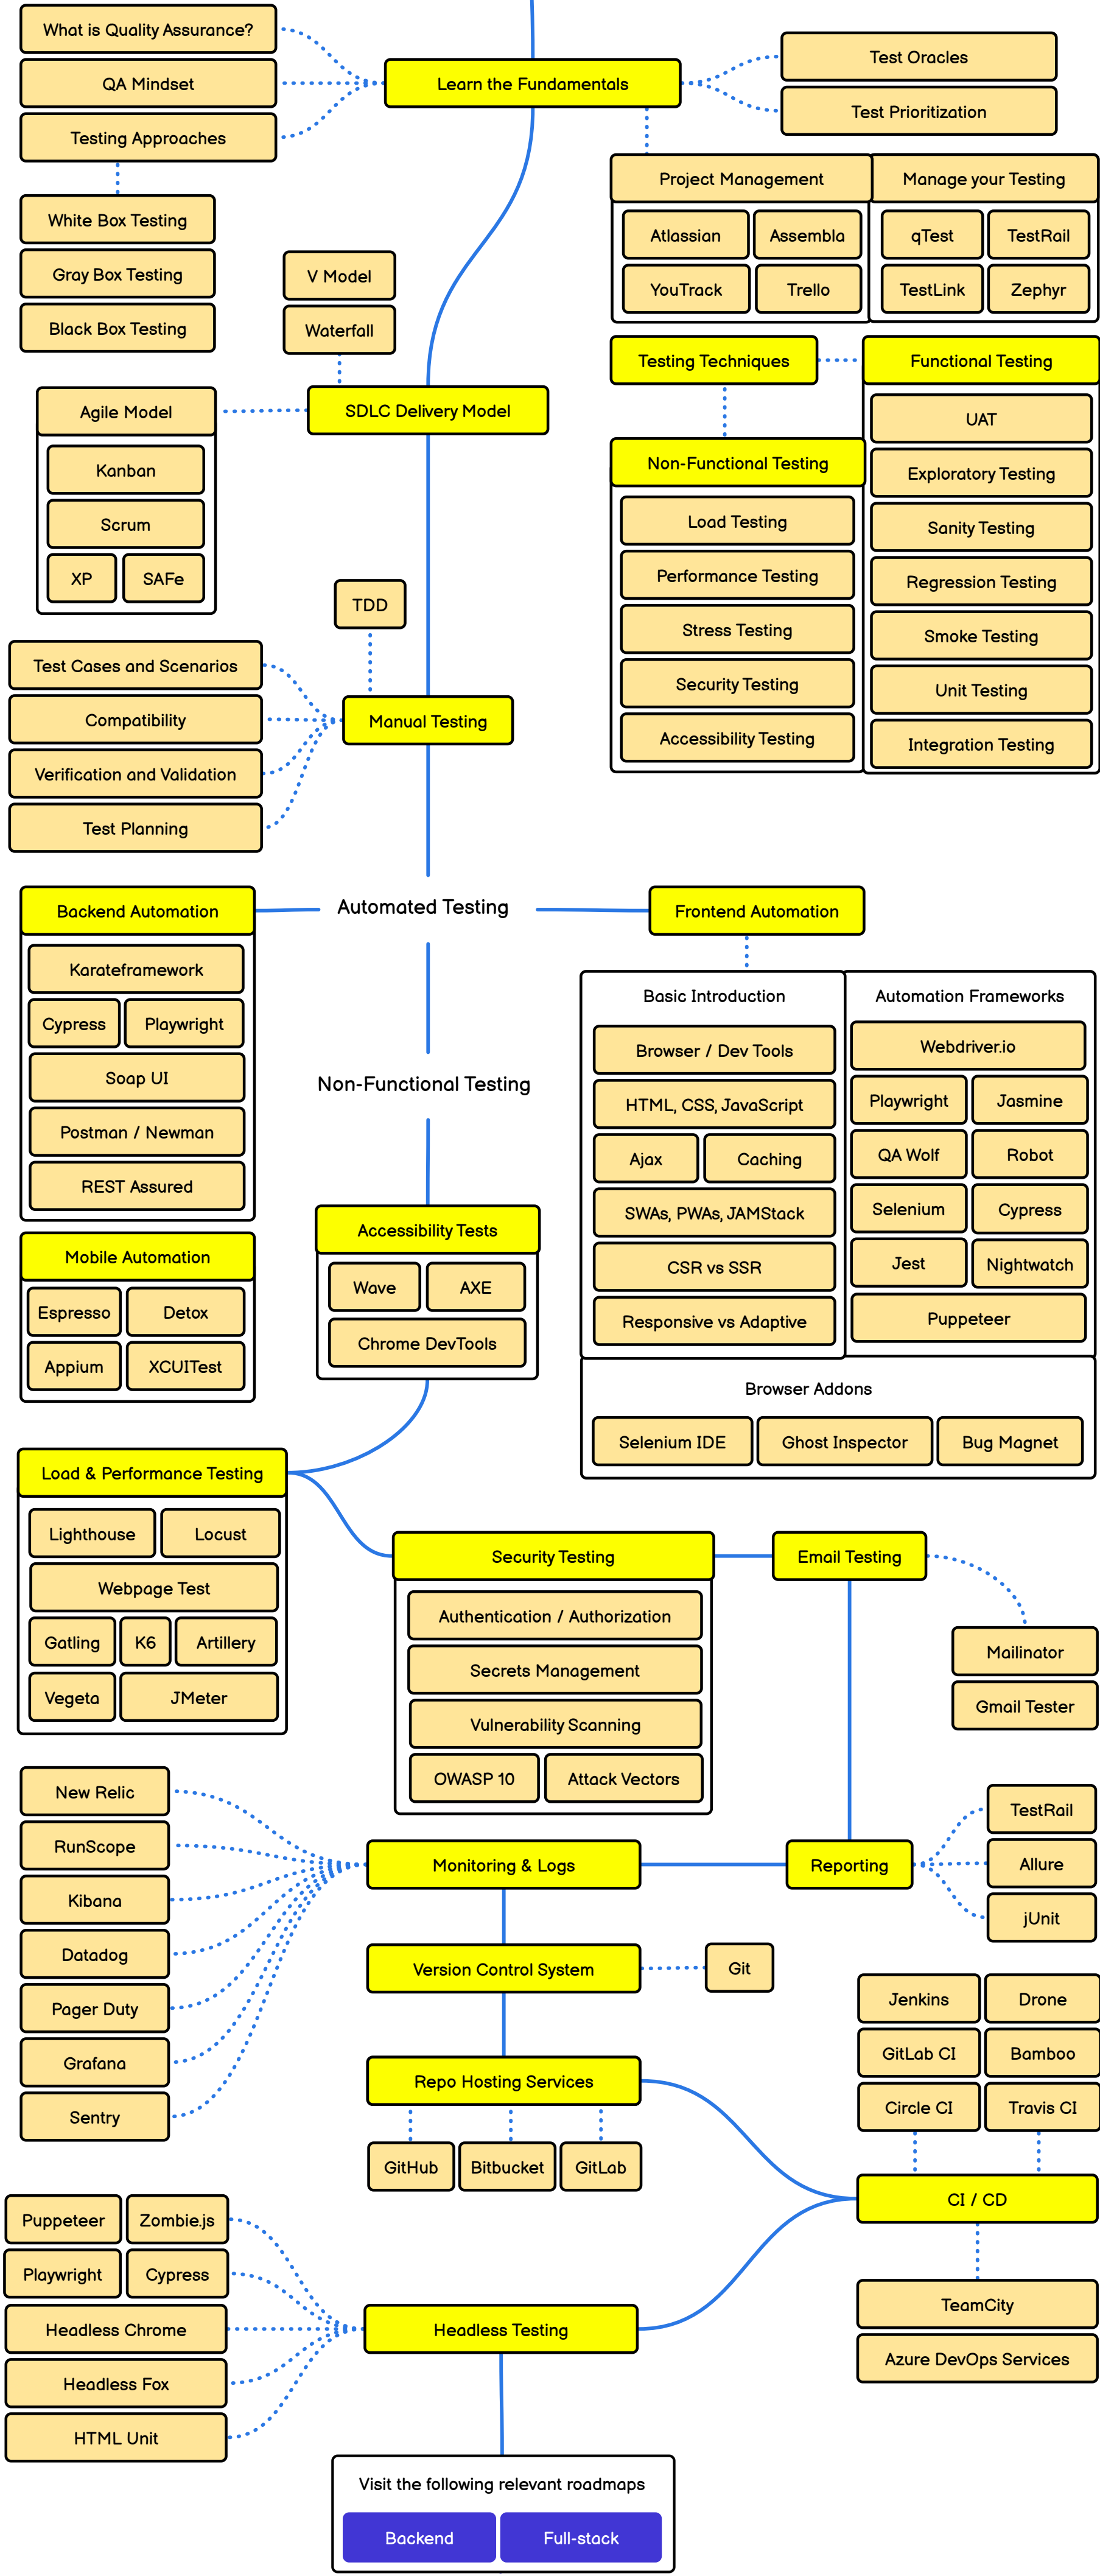 What is Quality Assurance?
QA Mindset
Testing Approaches
Learn the Fundamentals
Test Oracles
Test Prioritization
White Box Testing
Gray Box Testing
Black Box Testing
Project Management
Atlassian
Assembla
YouTrack
Trello
Manage your Testing
qTest
TestRail
TestLink
Zephyr
V Model
Waterfall
SDLC Delivery Model
Agile Model
Kanban
Scrum
XP
SAFe
Testing Techniques
Functional Testing
UAT
Exploratory Testing
Sanity Testing
Regression Testing
Smoke Testing
Unit Testing
Integration Testing
Non-Functional Testing
Load Testing
Performance Testing
Stress Testing
Security Testing
Accessibility Testing
TDD
Manual Testing
Test Cases and Scenarios
Compatibility
Verification and Validation
Test Planning
Automated Testing
Backend Automation
Karateframework
Cypress
Playwright
Soap UI
Postman / Newman
REST Assured
Mobile Automation
Espresso
Detox
Appium
XCUITest
Frontend Automation
Basic Introduction
Browser / Dev Tools
HTML, CSS, JavaScript
Ajax
Caching
SWAs, PWAs, JAMStack
CSR vs SSR
Responsive vs Adaptive
Automation Frameworks
Webdriver.io
Playwright
Jasmine
QA Wolf
Robot
Selenium
Cypress
Jest
Nightwatch
Puppeteer
Browser Addons
Selenium IDE
Ghost Inspector
Bug Magnet
Non-Functional Testing
Accessibility Tests
Wave
AXE
Chrome DevTools
Load & Performance Testing
Lighthouse
Locust
Webpage Test
Gatling
K6
Artillery
Vegeta
JMeter
Security Testing
Authentication / Authorization
Secrets Management
Vulnerability Scanning
OWASP 10
Attack Vectors
Email Testing
Mailinator
Gmail Tester
Reporting
TestRail
Allure
jUnit
Monitoring & Logs
New Relic
RunScope
Kibana
Datadog
Pager Duty
Grafana
Sentry
Version Control System
Git
Repo Hosting Services
GitHub
Bitbucket
GitLab
Jenkins
Drone
GitLab CI
Bamboo
Circle CI
Travis CI
CI / CD
TeamCity
Azure DevOps Services
Headless Testing
Puppeteer
Zombie.js
Playwright
Cypress
Headless Chrome
Headless Fox
HTML Unit
Visit the following relevant roadmaps
Backend
Full-stack